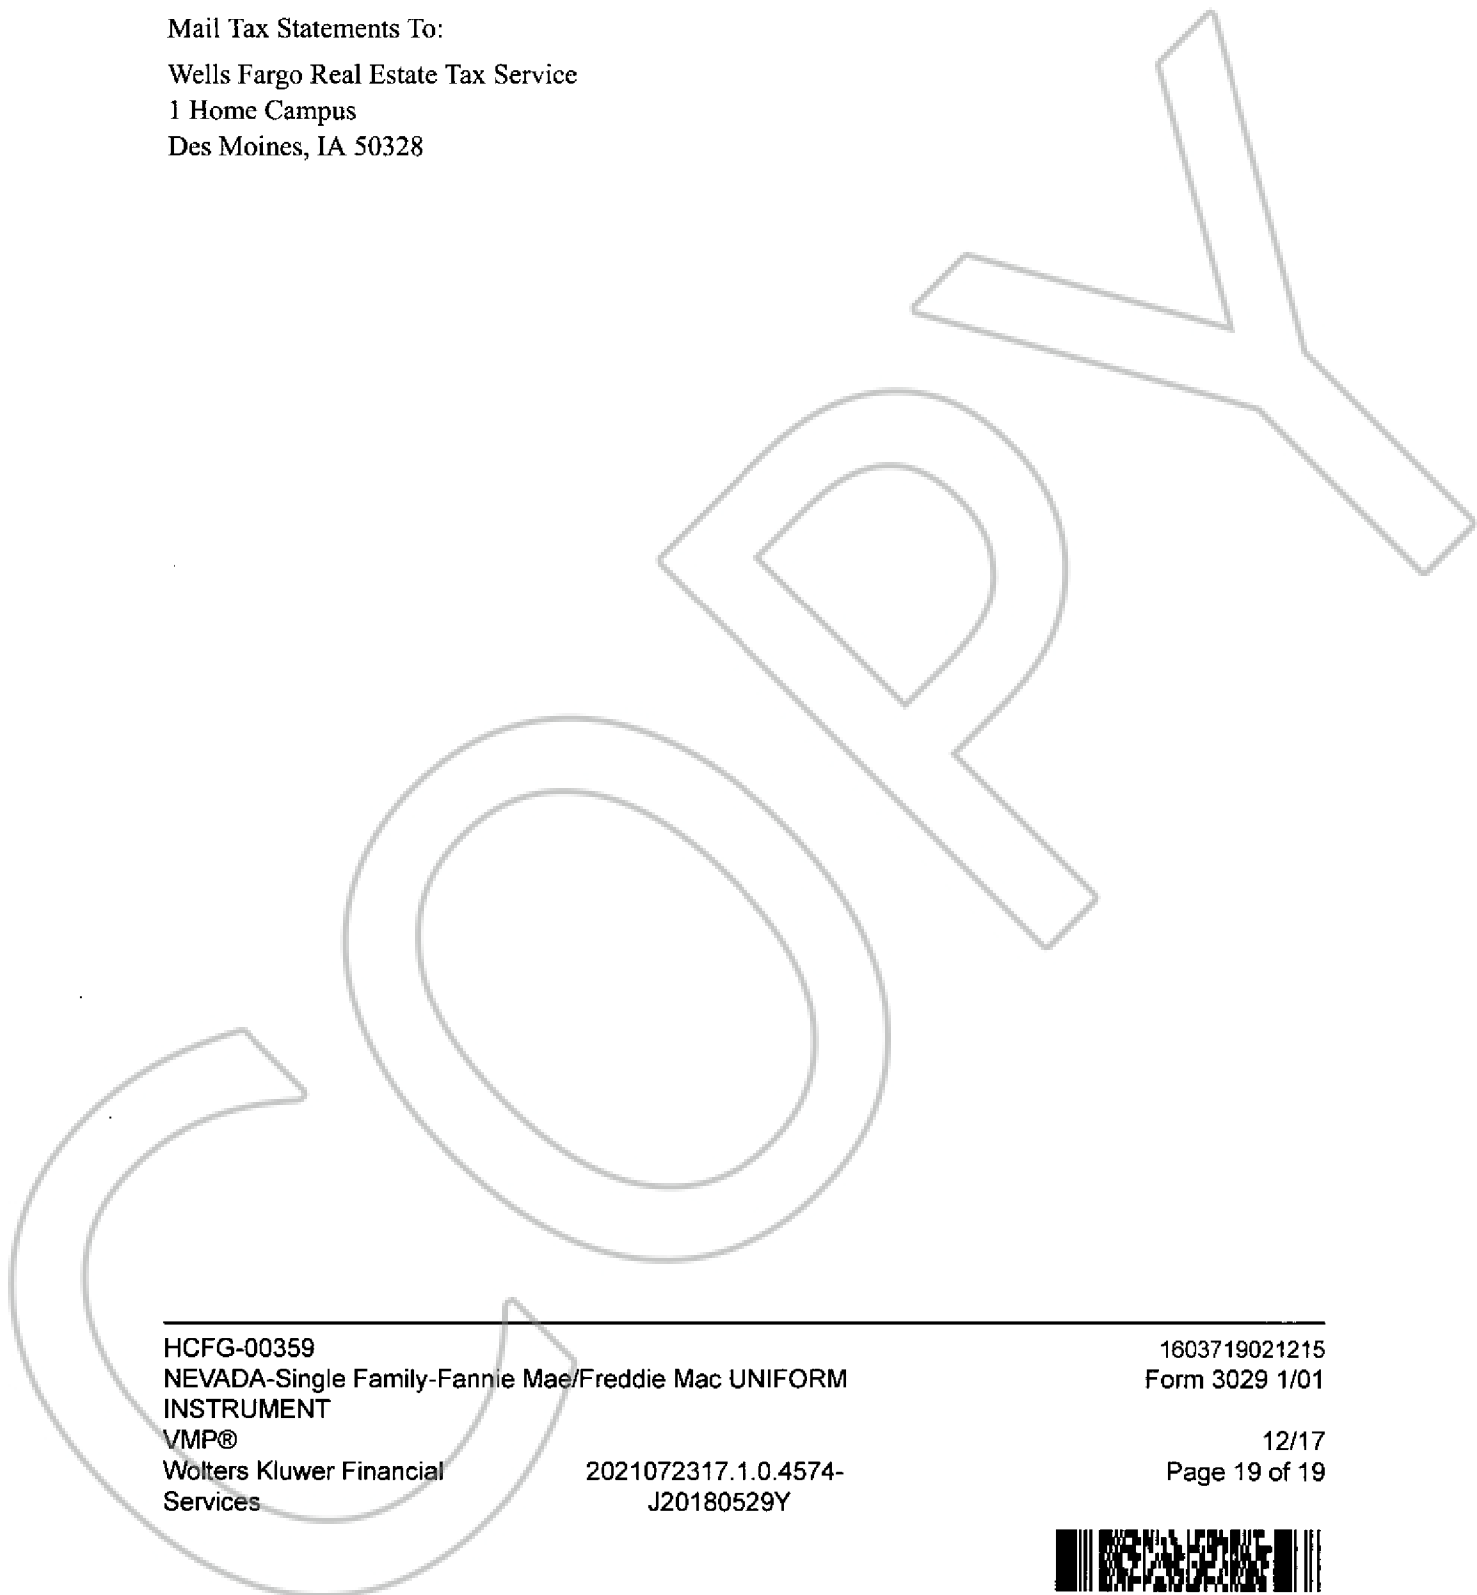 Mail Tax Statements To:
Wells Fargo Real Estate Tax Service
1 Home Campus
Des Moines, IA 50328
COPY
HCFG-00359 1603719021215
NEVADA-Single Family-Fannie Mae/Freddie Mac UNIFORM Form 3029 1/01
INSTRUMENT
VMP® 12/17
Wolters Kluwer Financial 2021072317.1.0.4574- Page 19 of 19
Services J20180529Y